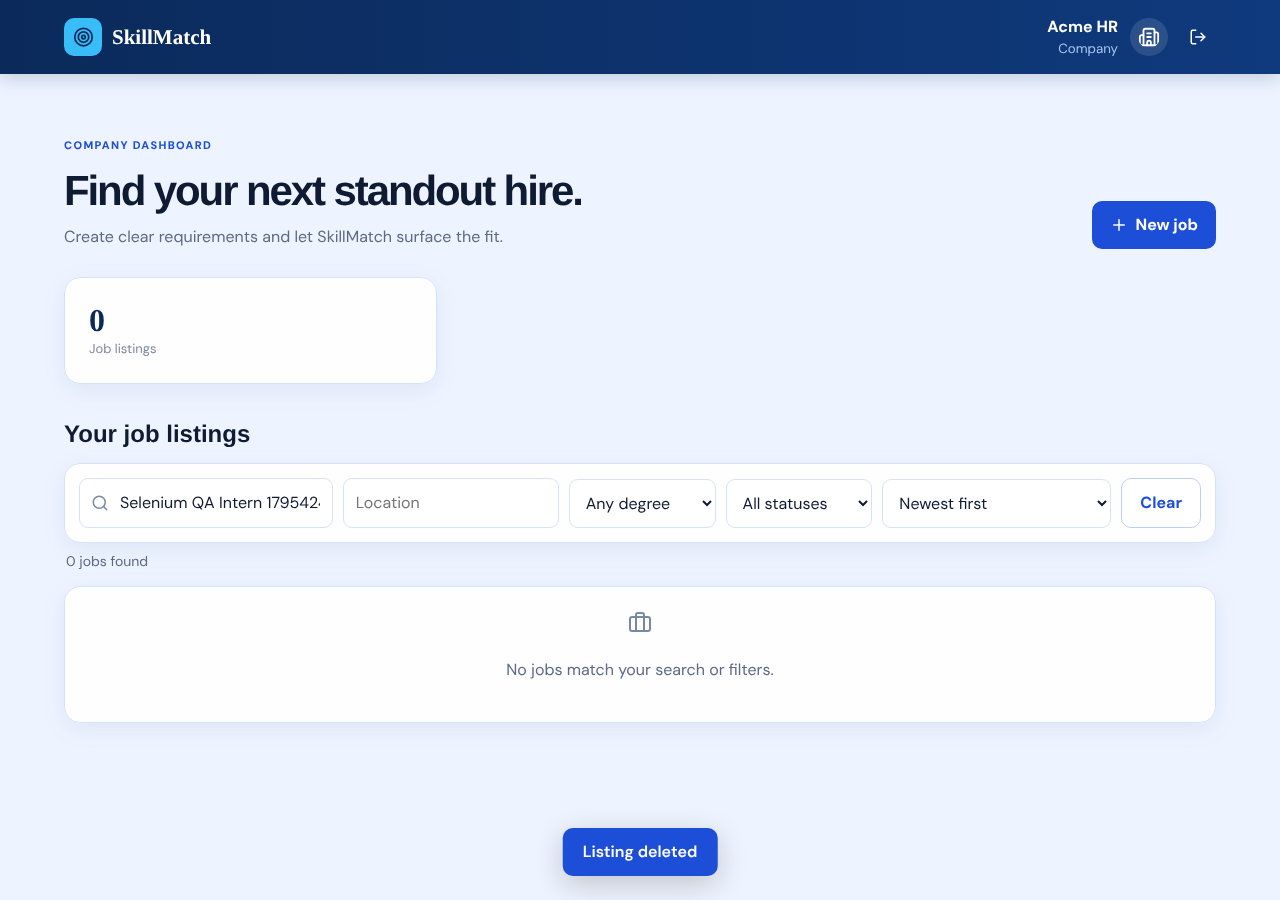 SkillMatch
Acme HR
Company
COMPANY DASHBOARD
Find your next standout hire.
Create clear requirements and let SkillMatch surface the fit.
New job
0
Job listings
Your job listings
Selenium QA Intern 179542
Location
Any degree
All statuses
Newest first
Clear
0 jobs found
No jobs match your search or filters.
Listing deleted